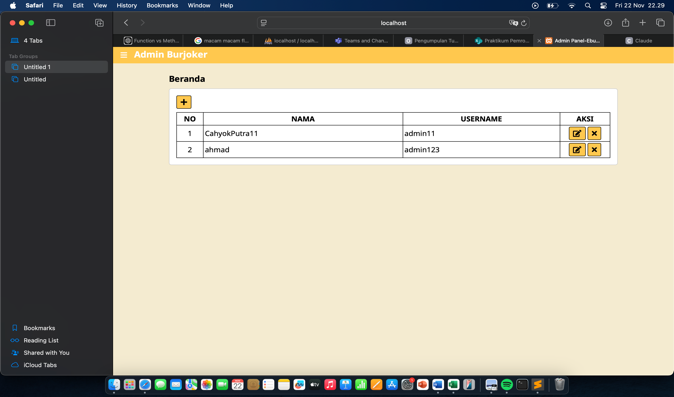 Safari File Edit View History Bookmarks Window Help Fri 22 Nov 22.29
4 Tabs
localhost
Function vs Meth...
macam macam fl...
localhost / localh...
Teams and Chan...
Pengumpulan Tu...
Praktikum Pemro...
Admin Panel-Ebu...
Claude
Tab Groups
Untitled 1
Untitled
Admin Burjoker
Beranda
+
NO NAMA USERNAME AKSI
1 CahyokPutra11 admin11
2 ahmad admin123
Bookmarks
Reading List
Shared with You
iCloud Tabs